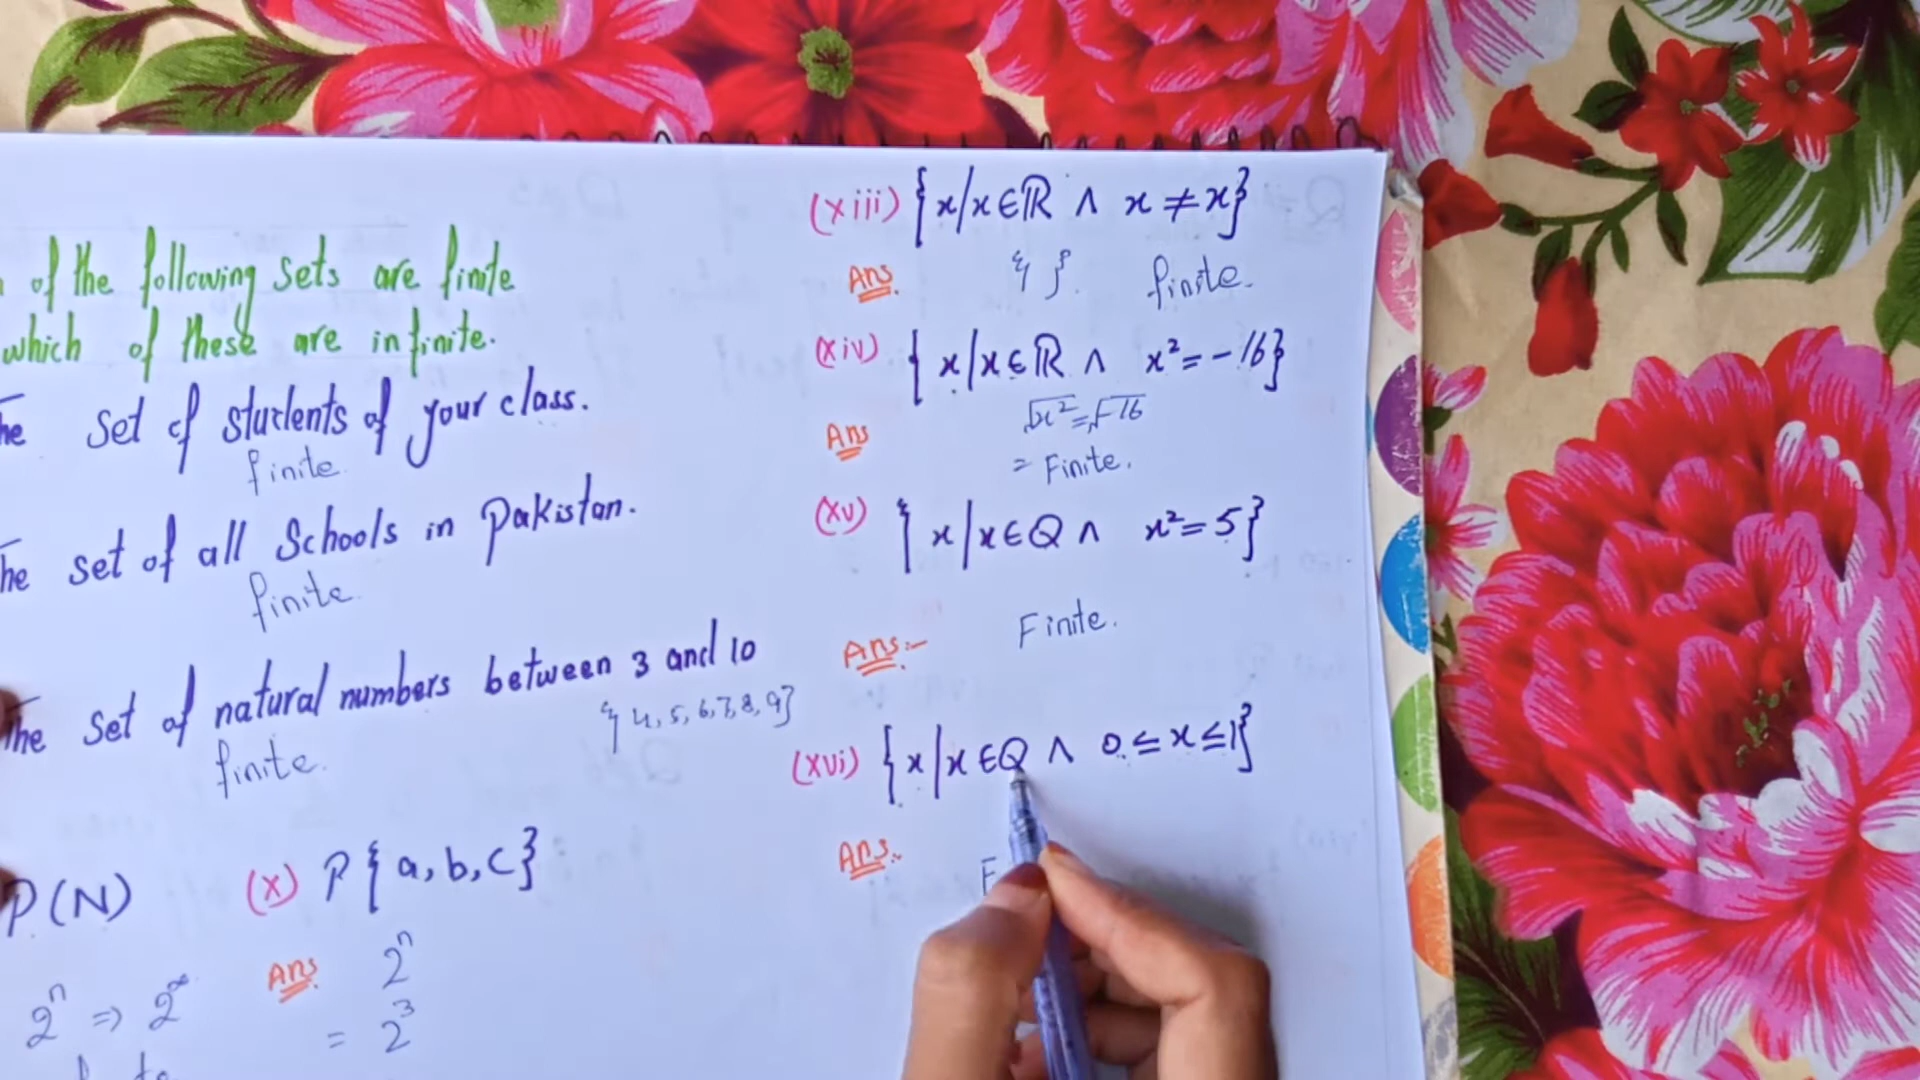 of the following sets are finite
which of these are infinite.
Set of students of your class.
finite
set of all Schools in Pakistan.
finite.
The Set of natural numbers between 3 and 10
{4, 5, 6, 7, 8, 9}
finite.
P(N)
2ⁿ ⇒ 2^∞
(x) P{a, b, c}
Ans 2ⁿ
= 2³
(xiii) {x/x∈ℝ ∧ x ≠ x}
Ans. { }. finite.
(xiv) {x/x∈ℝ ∧ x² = -16}
√x² = √-16
Ans
= Finite.
(xv) {x/x∈Q ∧ x² = 5}
Ans:- Finite.
(xvi) {x/x∈Q ∧ 0 ≤ x ≤ 1}
Ans:- F